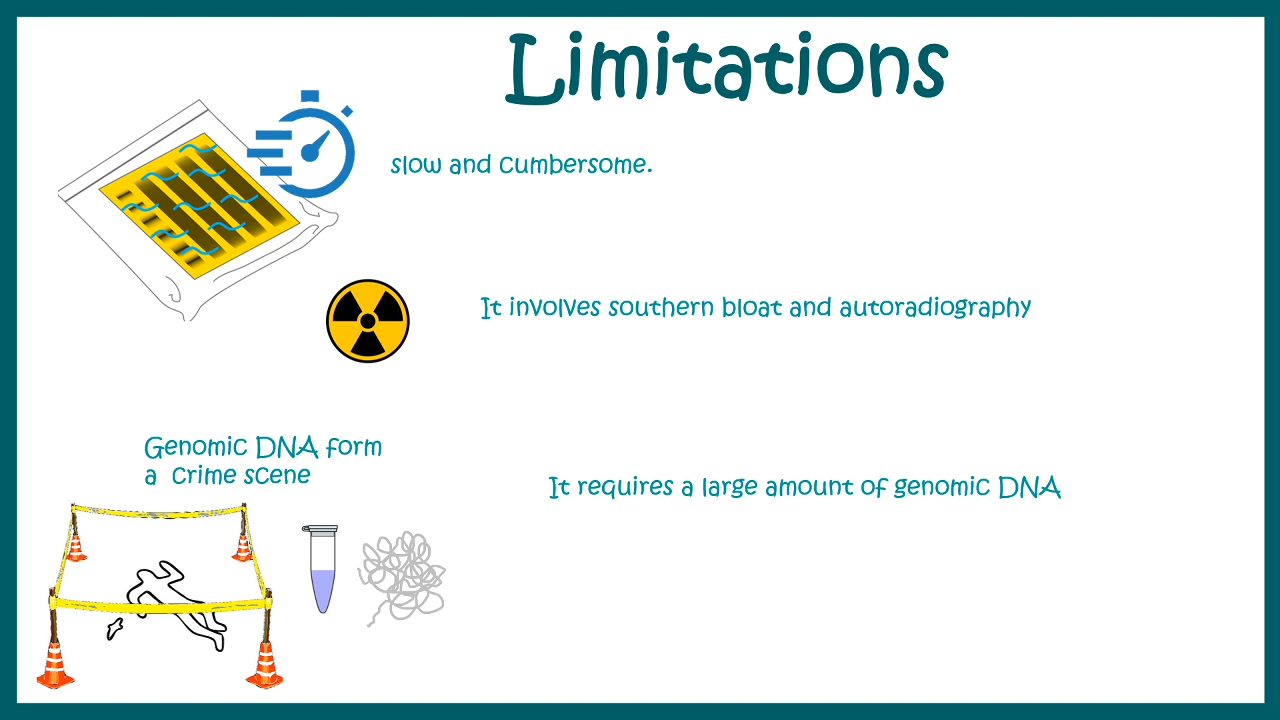 Limitations
slow and cumbersome.
It involves southern bloat and autoradiography
Genomic DNA form
a crime scene
It requires a large amount of genomic DNA